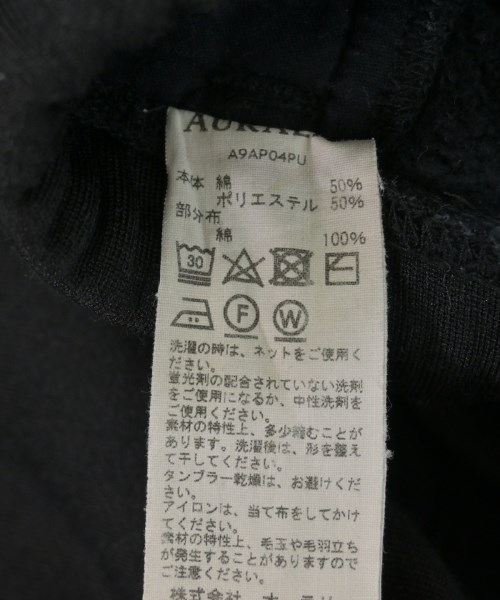 A9AP04PU
本体 綿 50%
ポリエステル 50%
部分布
綿 100%
30
F W
洗濯の時は、ネットをご使用く
ださい。
蛍光剤の配合されていない洗剤
をご使用になるか、中性洗剤を
ご使用ください。
素材の特性上、多少縮むことが
あります。洗濯後は、形を整え
て干してください。
タンブラー乾燥は、お避けくだ
さい。
アイロンは、当て布をしてかけ
てください。
素材の特性上、毛玉や毛羽立ち
が発生することがありますので
ご注意ください。
株式会社